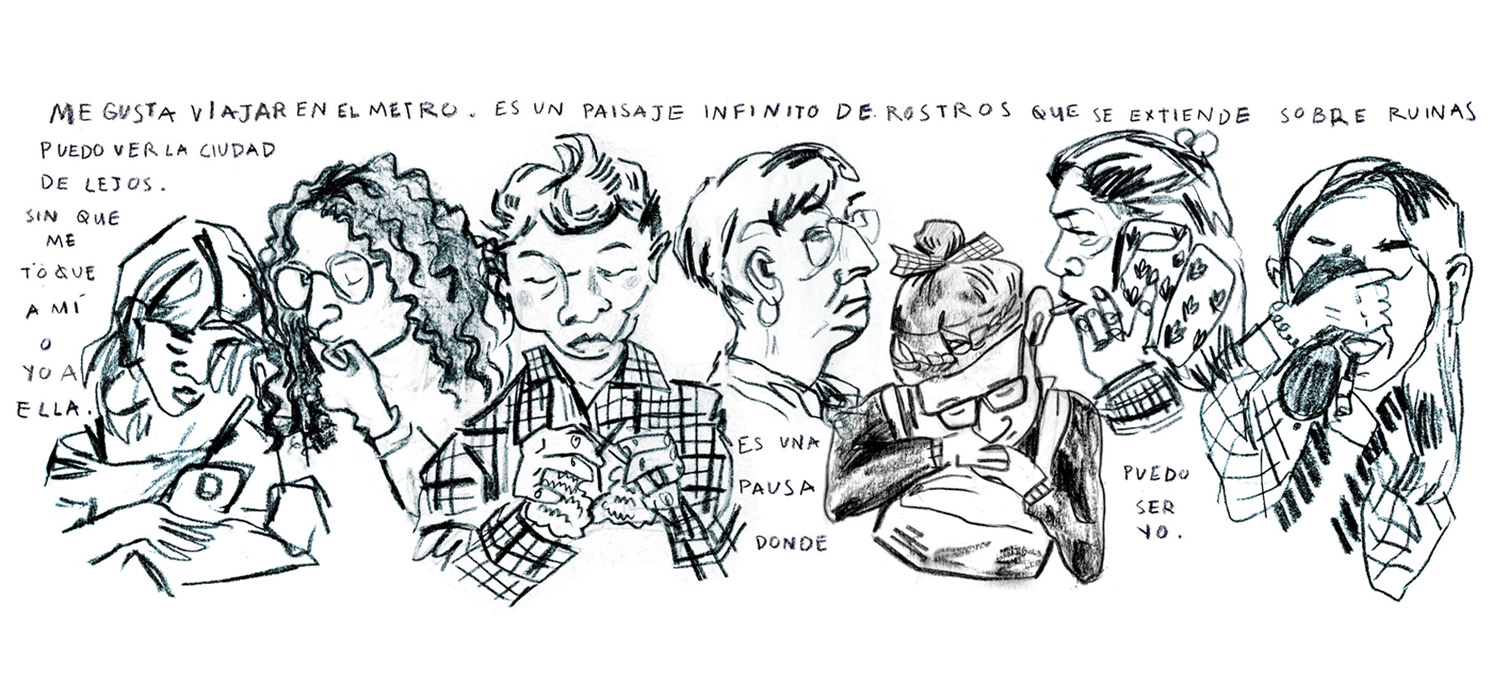 ME GUSTA VIAJAR EN EL METRO. ES UN PAISAJE INFINITO DE ROSTROS QUE SE EXTIENDE SOBRE RUINAS
PUEDO VER LA CIUDAD
DE LEJOS.
SIN QUE
ME
TOQUE
A MÍ
O
YO A
ELLA.
ES UNA
PAUSA
DONDE
PUEDO
SER
YO.